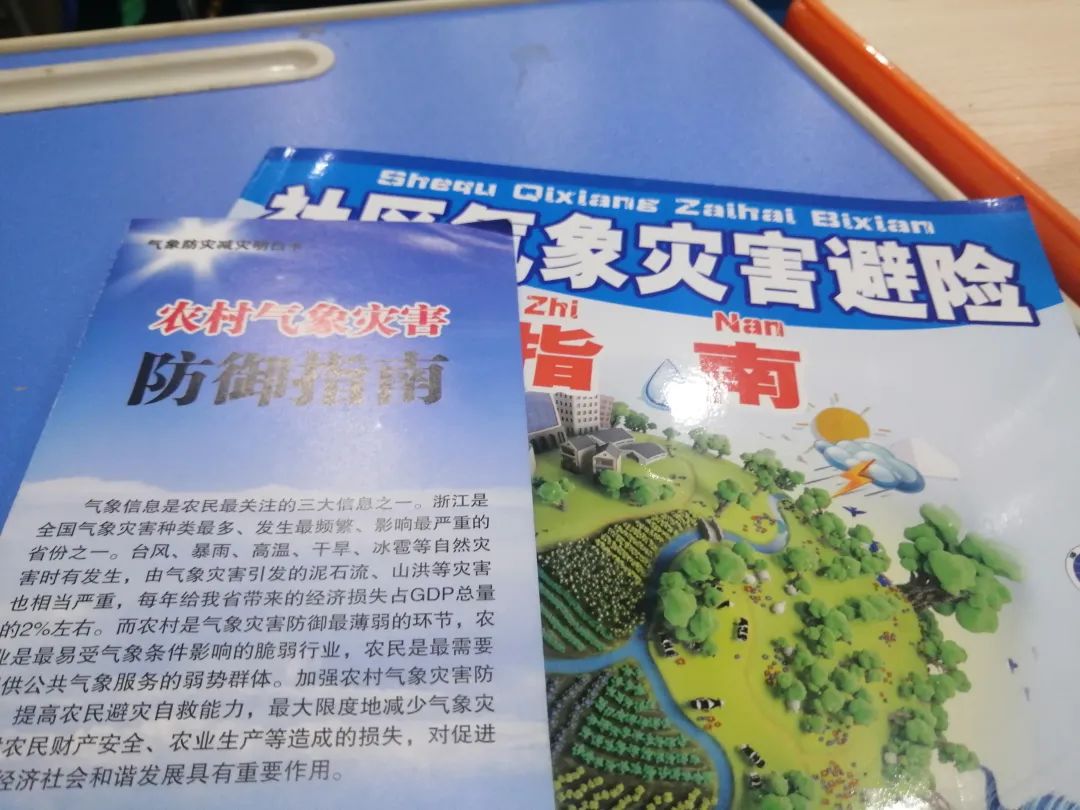 Shequ Qixiang Zaihai Bixian
社区气象灾害避险
Zhi Nan
指南
气象防灾减灾明白卡
农村气象灾害
防御指南
气象信息是农民最关注的三大信息之一。浙江是
全国气象灾害种类最多、发生最频繁、影响最严重的
省份之一。台风、暴雨、高温、干旱、冰雹等自然灾
害时有发生，由气象灾害引发的泥石流、山洪等灾害
也相当严重，每年给我省带来的经济损失占GDP总量
的2%左右。而农村是气象灾害防御最薄弱的环节，农
业是最易受气象条件影响的脆弱行业，农民是最需要
供公共气象服务的弱势群体。加强农村气象灾害防
提高农民避灾自救能力，最大限度地减少气象灾
农民财产安全、农业生产等造成的损失，对促进
经济社会和谐发展具有重要作用。